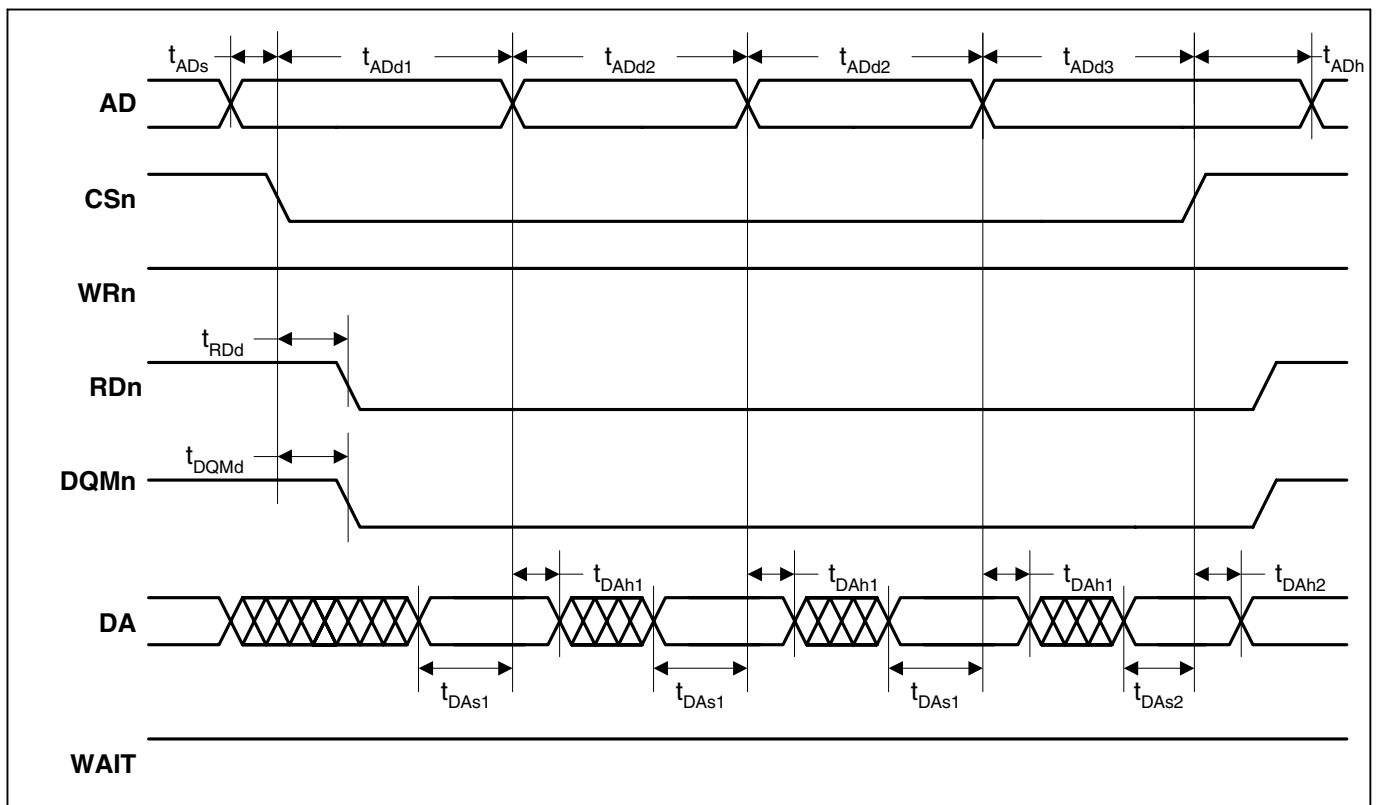 tADs tADd1 tADd2 tADd2 tADd3 tADh
AD
CSn
WRn
tRDd
RDn
tDQMd
DQMn
tDAh1 tDAh1 tDAh1 tDAh2
DA
tDAs1 tDAs1 tDAs1 tDAs2
WAIT